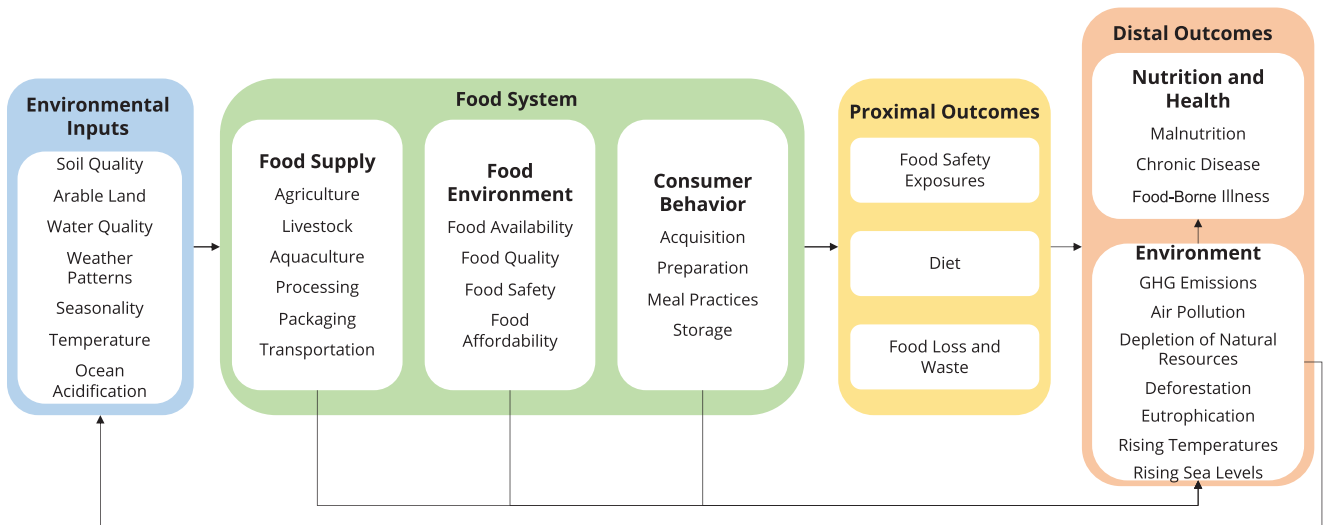 Environmental
Inputs
Soil Quality
Arable Land
Water Quality
Weather
Patterns
Seasonality
Temperature
Ocean
Acidification
Food System
Food Supply
Agriculture
Livestock
Aquaculture
Processing
Packaging
Transportation
Food
Environment
Food Availability
Food Quality
Food Safety
Food
Affordability
Consumer
Behavior
Acquisition
Preparation
Meal Practices
Storage
Proximal Outcomes
Food Safety
Exposures
Diet
Food Loss and
Waste
Distal Outcomes
Nutrition and
Health
Malnutrition
Chronic Disease
Food-Borne Illness
Environment
GHG Emissions
Air Pollution
Depletion of Natural
Resources
Deforestation
Eutrophication
Rising Temperatures
Rising Sea Levels